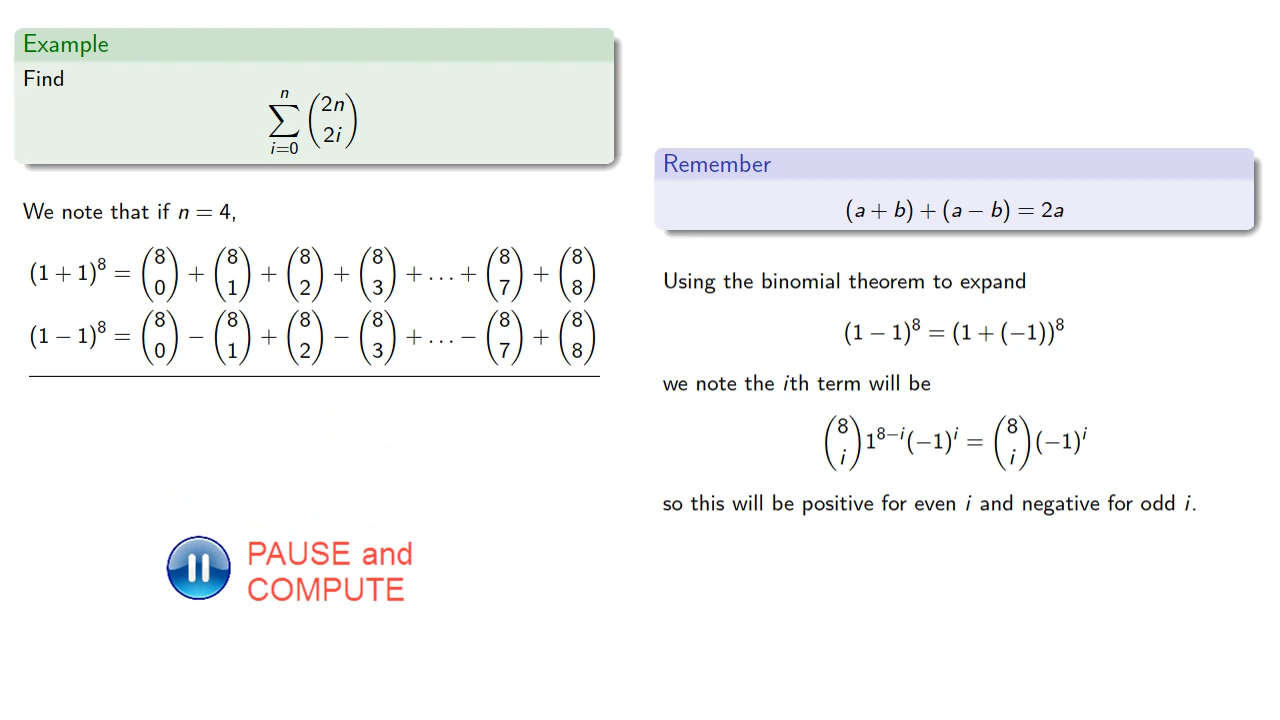 Example
Find
\sum_{i=0}^{n} \binom{2n}{2i}
We note that if n = 4,
(1 + 1)^8 = \binom{8}{0} + \binom{8}{1} + \binom{8}{2} + \binom{8}{3} + \ldots + \binom{8}{7} + \binom{8}{8}
(1 − 1)^8 = \binom{8}{0} − \binom{8}{1} + \binom{8}{2} − \binom{8}{3} + \ldots − \binom{8}{7} + \binom{8}{8}
PAUSE and
COMPUTE
Remember
(a + b) + (a − b) = 2a
Using the binomial theorem to expand
(1 − 1)^8 = (1 + (−1))^8
we note the ith term will be
\binom{8}{i} 1^{8−i}(−1)^i = \binom{8}{i} (−1)^i
so this will be positive for even i and negative for odd i.